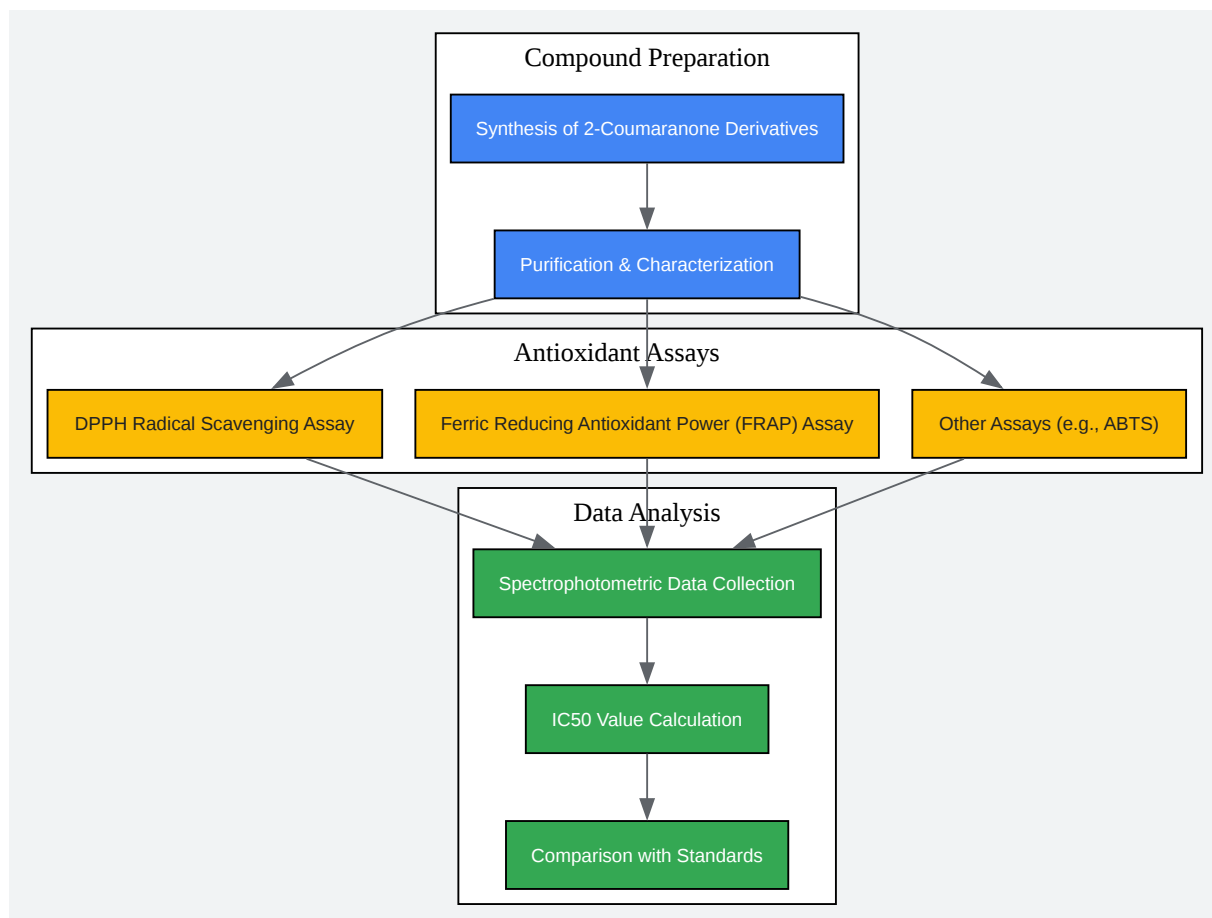 Compound Preparation
Synthesis of 2-Coumaranone Derivatives
Purification & Characterization
Antioxidant Assays
DPPH Radical Scavenging Assay
Ferric Reducing Antioxidant Power (FRAP) Assay
Other Assays (e.g., ABTS)
Data Analysis
Spectrophotometric Data Collection
IC50 Value Calculation
Comparison with Standards